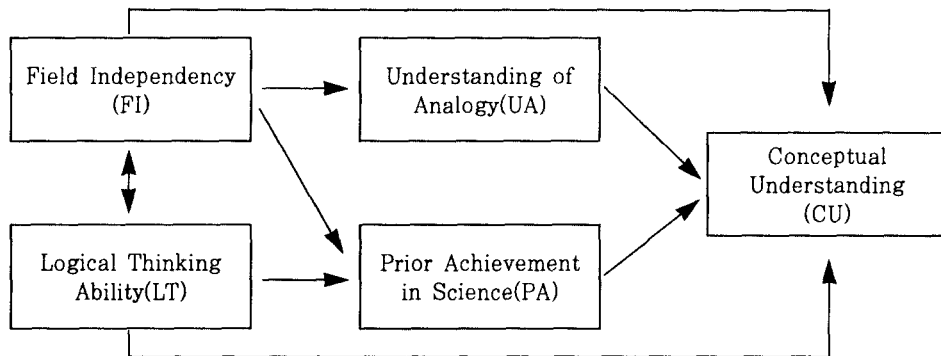 Field Independency
(FI)
Understanding of
Analogy(UA)
Conceptual
Understanding
(CU)
Logical Thinking
Ability(LT)
Prior Achievement
in Science(PA)